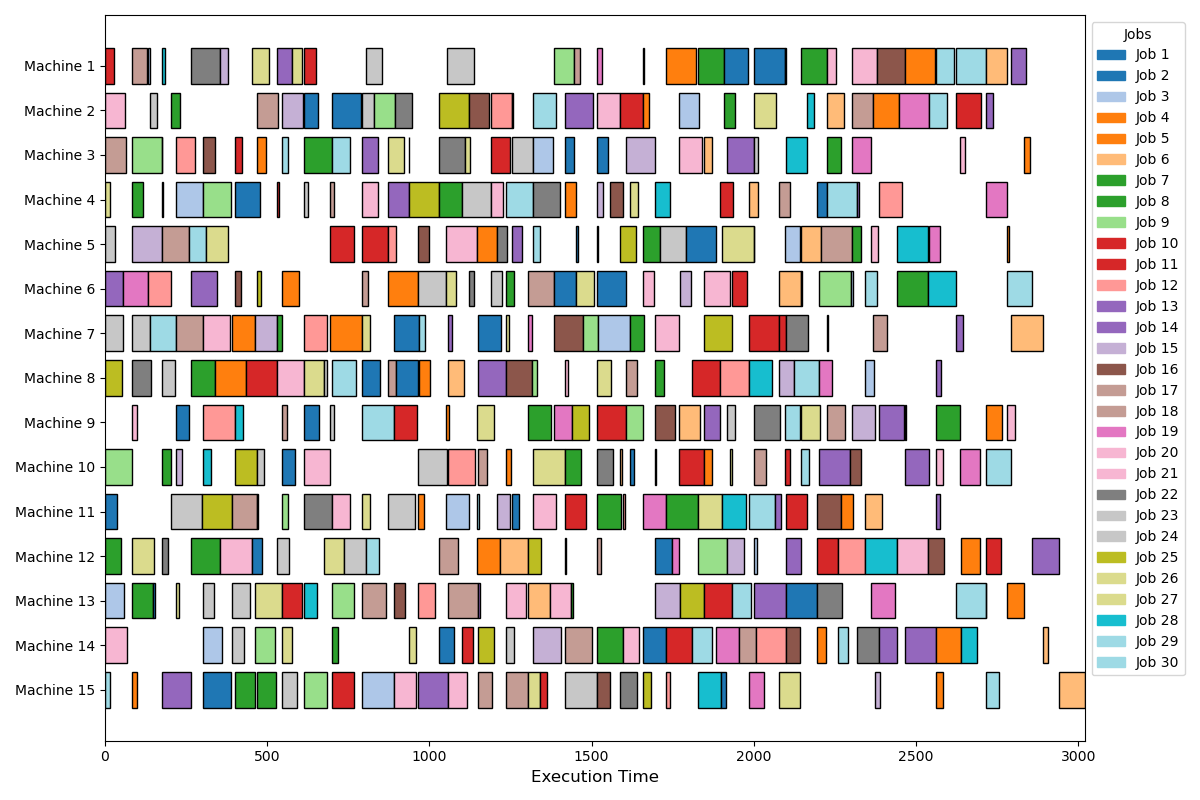 Machine 1
Machine 2
Machine 3
Machine 4
Machine 5
Machine 6
Machine 7
Machine 8
Machine 9
Machine 10
Machine 11
Machine 12
Machine 13
Machine 14
Machine 15
0 500 1000 1500 2000 2500 3000
Execution Time
Jobs
Job 1
Job 2
Job 3
Job 4
Job 5
Job 6
Job 7
Job 8
Job 9
Job 10
Job 11
Job 12
Job 13
Job 14
Job 15
Job 16
Job 17
Job 18
Job 19
Job 20
Job 21
Job 22
Job 23
Job 24
Job 25
Job 26
Job 27
Job 28
Job 29
Job 30